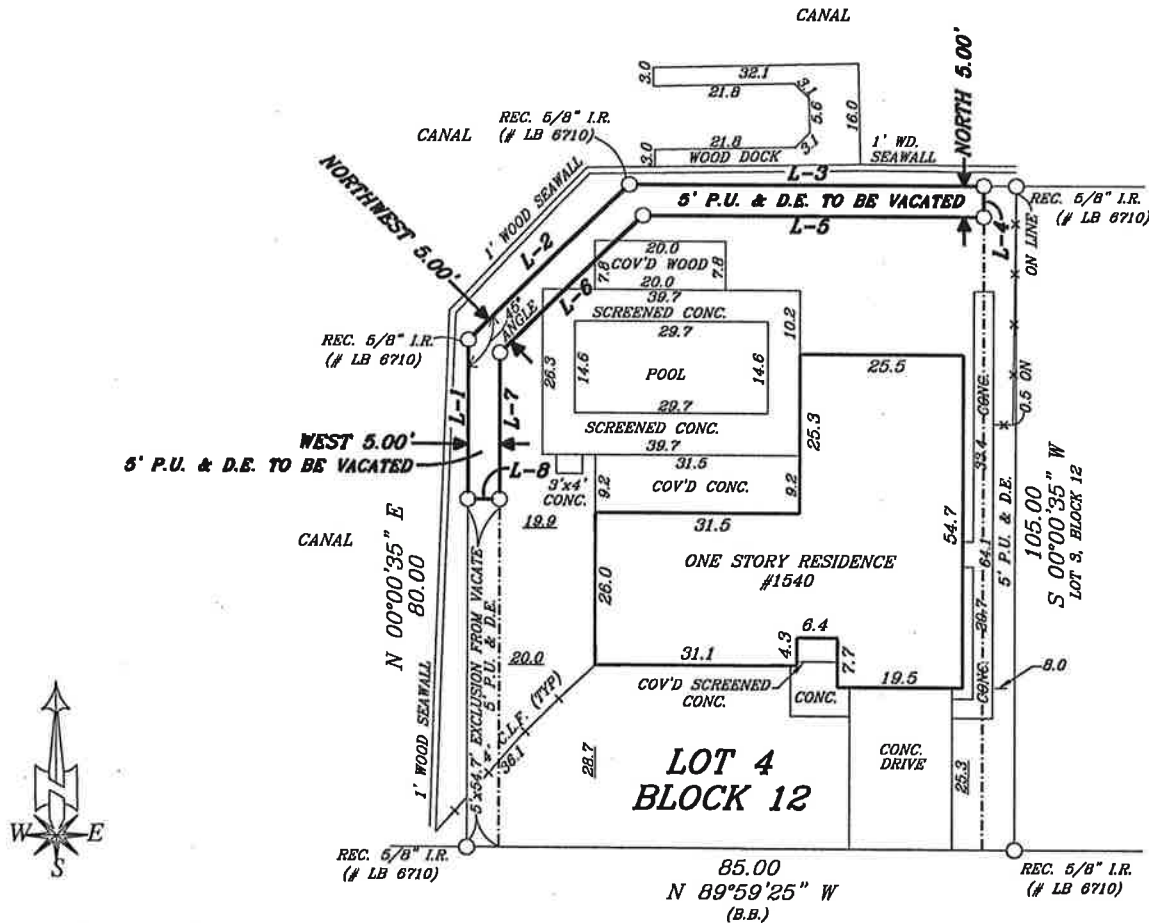 CANAL
3.0
32.1
21.8
3.1
5.6
3.1
16.0
21.8
3.0
WOOD DOCK
NORTH 5.00'
REC. 5/8" I.R.
(# LB 6710)
CANAL
1' WD.
SEAWALL
NORTHWEST 5.00'
1' WOOD SEAWALL
L-3
5' P.U. & D.E. TO BE VACATED
L-5
L-4
REC. 5/8" I.R.
(# LB 6710)
ON LINE
L-2
L-6
45°
ANGLE
20.0
7.8
COV'D WOOD
7.8
20.0
39.7
SCREENED CONC.
29.7
10.2
REC. 5/8" I.R.
(# LB 6710)
26.3
14.6
POOL
14.6
29.7
SCREENED CONC.
39.7
25.5
25.3
CONC.
0.5 ON
L-1
L-7
WEST 5.00'
5' P.U. & D.E. TO BE VACATED
L-8
3'x4'
CONC.
31.5
9.2
COV'D CONC.
9.2
33.4
19.9
31.5
CANAL
N 00°00'35" E
80.00
ONE STORY RESIDENCE
#1540
26.0
54.7
64.1
5' P.U. & D.E.
105.00
S 00°00'35" W
LOT 3, BLOCK 12
5'x54.7' EXCLUSION FROM VACATE
5' P.U. & D.E.
20.0
31.1
4.3
6.4
7.7
19.5
29.7
CONC.
8.0
COV'D SCREENED
CONC.
CONC.
C.L.F. (TYP)
36.1
1' WOOD SEAWALL
28.7
LOT 4
BLOCK 12
CONC.
DRIVE
25.3
N
W
E
S
REC. 5/8" I.R.
(# LB 6710)
85.00
N 89°59'25" W
(B.B.)
REC. 5/8" I.R.
(# LB 6710)